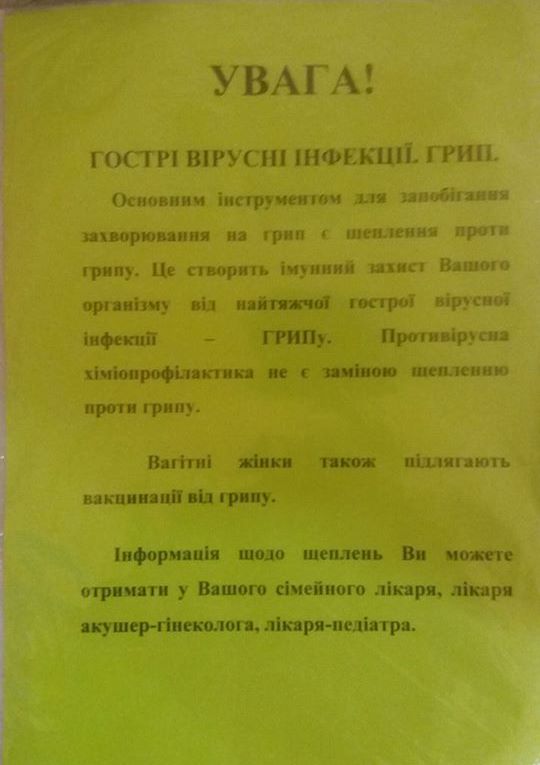 УВАГА!
ГОСТРІ ВІРУСНІ ІНФЕКЦІЇ. ГРИП.
Основним інструментом для запобігання
захворювання на грип є щеплення проти
грипу. Це створить імунний захист Вашого
організму від найтяжчої гострої вірусної
інфекції – ГРИПу. Противірусна
хіміопрофілактика не є заміною щепленню
проти грипу.
Вагітні жінки також підлягають
вакцинації від грипу.
Інформація щодо щеплень Ви можете
отримати у Вашого сімейного лікаря, лікаря
акушер-гінеколога, лікаря-педіатра.